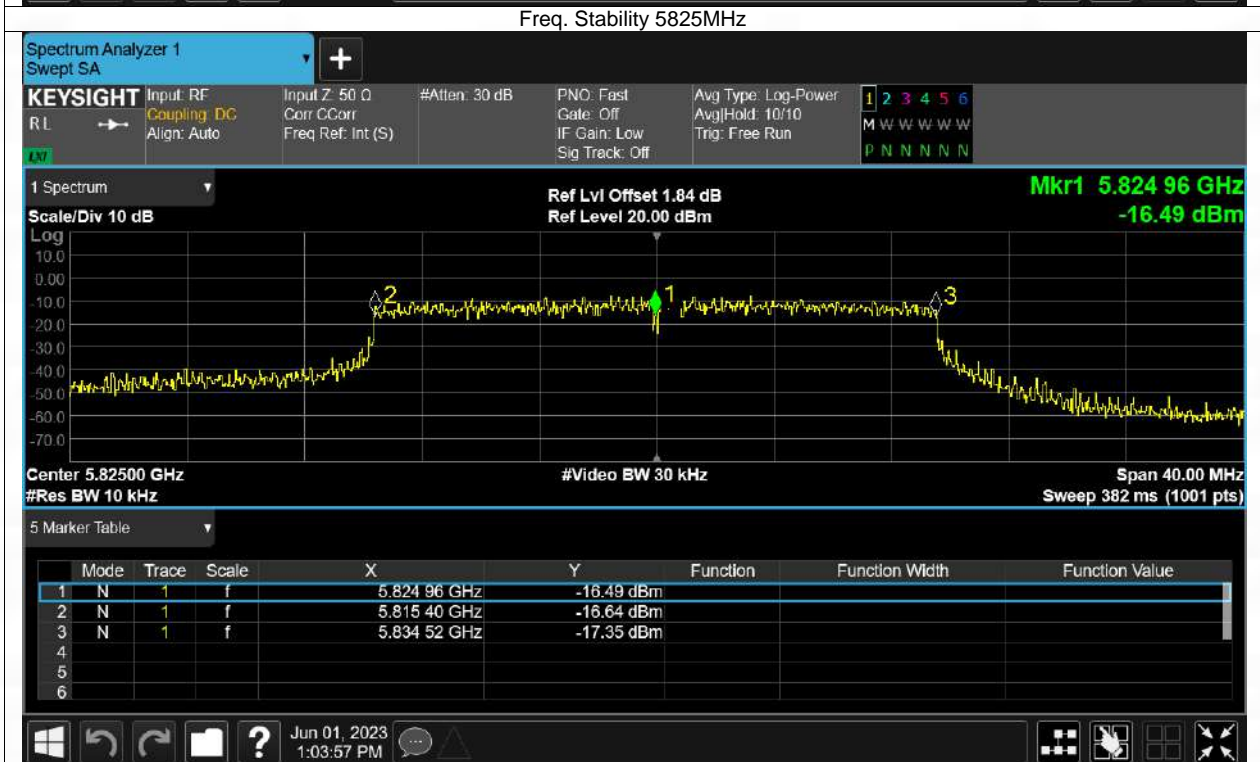 Freq. Stability 5825MHz
Spectrum Analyzer 1
Swept SA
+
KEYSIGHT Input: RF Input Z: 50 Ω #Atten: 30 dB PNO: Fast Avg Type: Log-Power 1 2 3 4 5 6
RL Coupling: DC Corr CCorr Gate: Off Avg|Hold: 10/10 M W W W W W
Align: Auto Freq Ref: Int (S) IF Gain: Low Trig: Free Run
LXI Sig Track: Off P N N N N N
1 Spectrum Ref Lvl Offset 1.84 dB Mkr1 5.824 96 GHz
Scale/Div 10 dB Ref Level 20.00 dBm -16.49 dBm
Log
10.0
0.00
-10.0 2 1 3
-20.0
-30.0
-40.0
-50.0
-60.0
-70.0
Center 5.82500 GHz #Video BW 30 kHz Span 40.00 MHz
#Res BW 10 kHz Sweep 382 ms (1001 pts)
5 Marker Table
Mode Trace Scale X Y Function Function Width Function Value
1 N 1 f 5.824 96 GHz -16.49 dBm
2 N 1 f 5.815 40 GHz -16.64 dBm
3 N 1 f 5.834 52 GHz -17.35 dBm
4
5
6
? Jun 01, 2023
1:03:57 PM